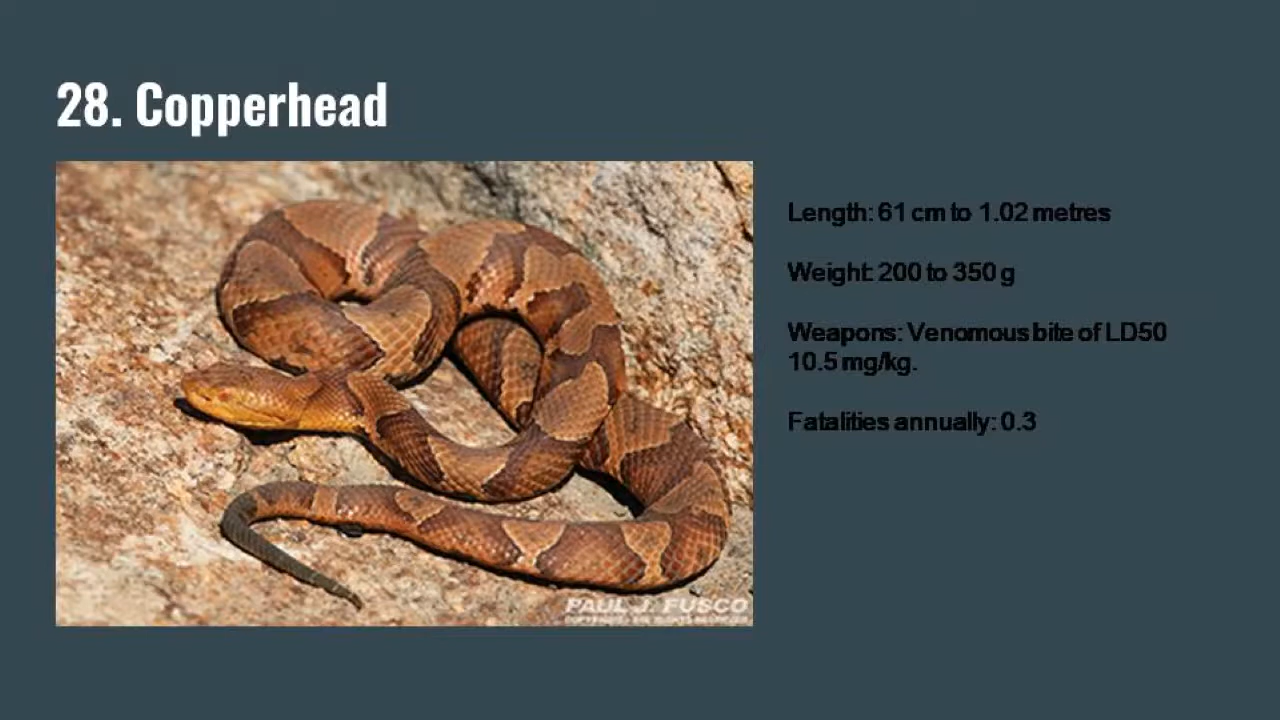 28. Copperhead
Length: 61 cm to 1.02 metres
Weight: 200 to 350 g
Weapons: Venomous bite of LD50
10.5 mg/kg.
Fatalities annually: 0.3
PAUL J. FUSCO